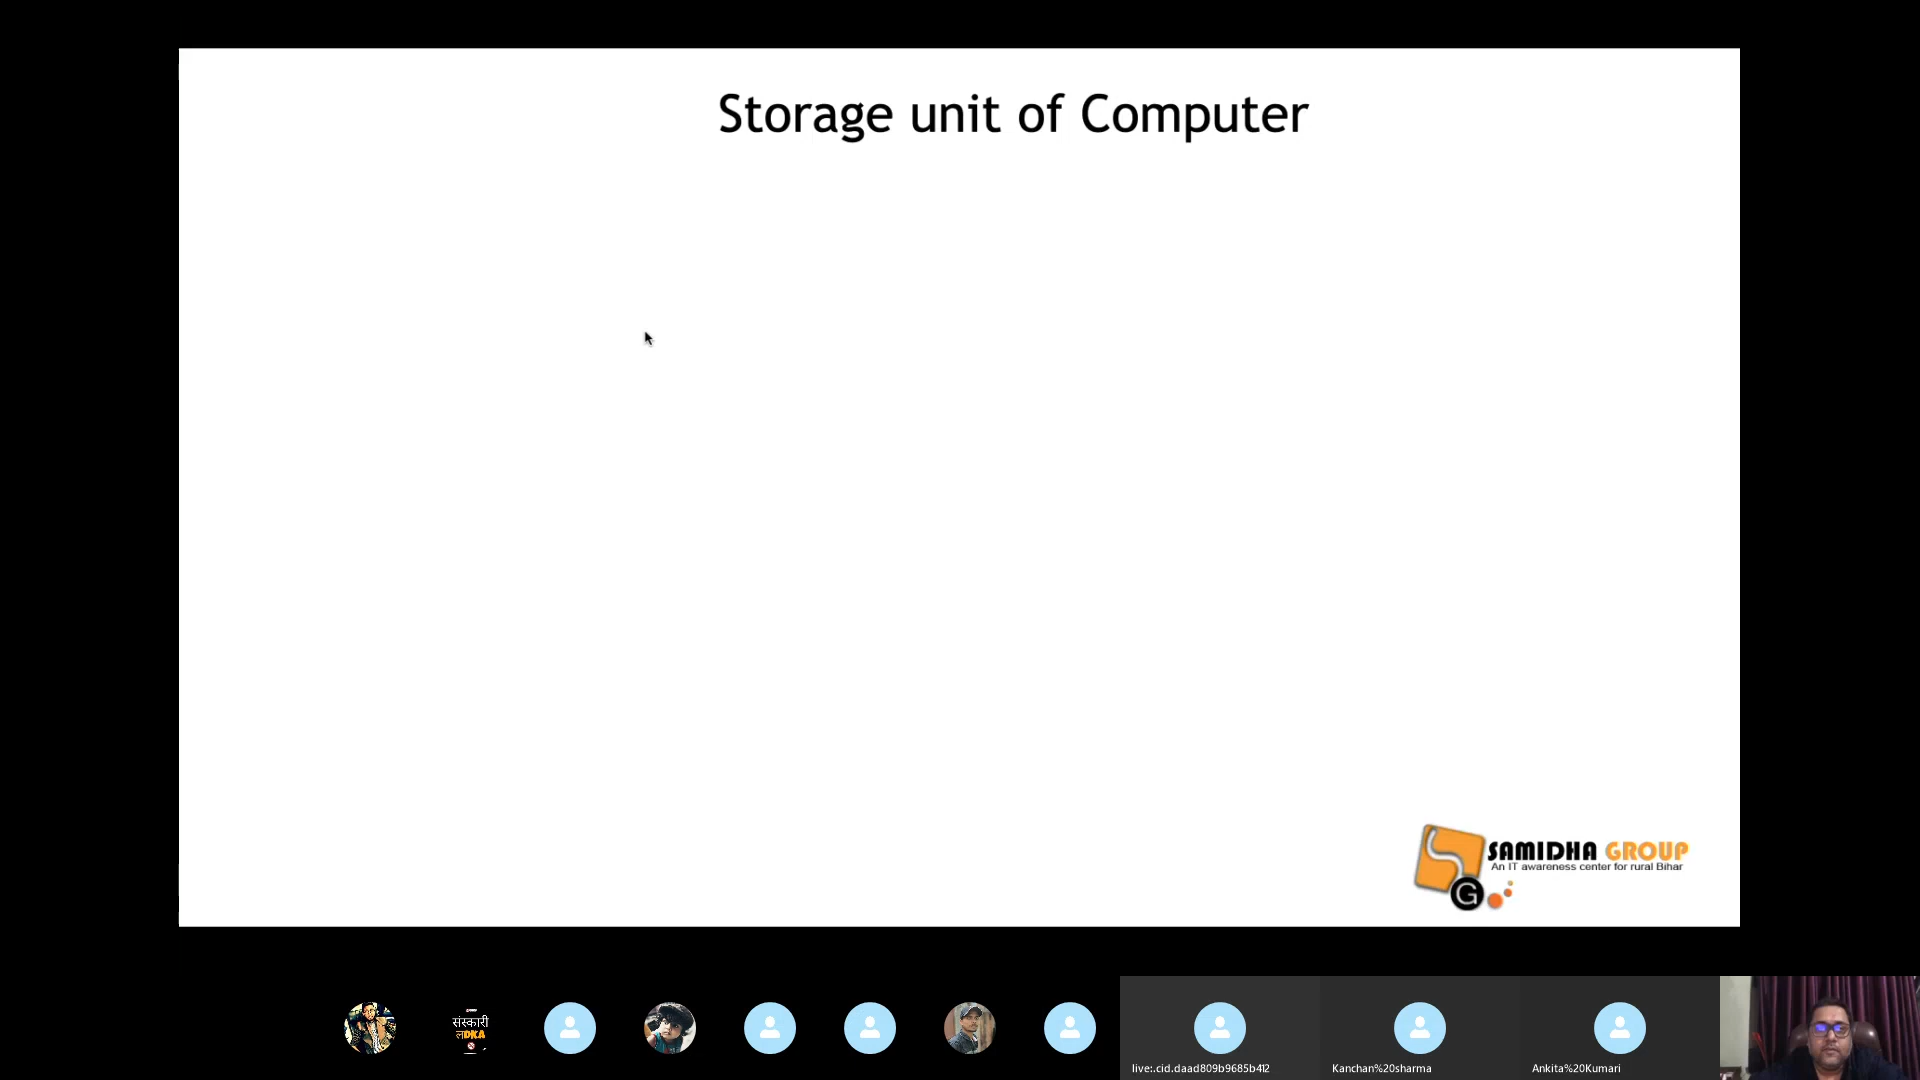 Storage unit of Computer
SAMIDHA GROUP
An IT awareness center for rural Bihar
G
संस्कारी
लDKA
live:.cid.daad809b9685b412
Kanchan%20sharma
Ankita%20Kumari